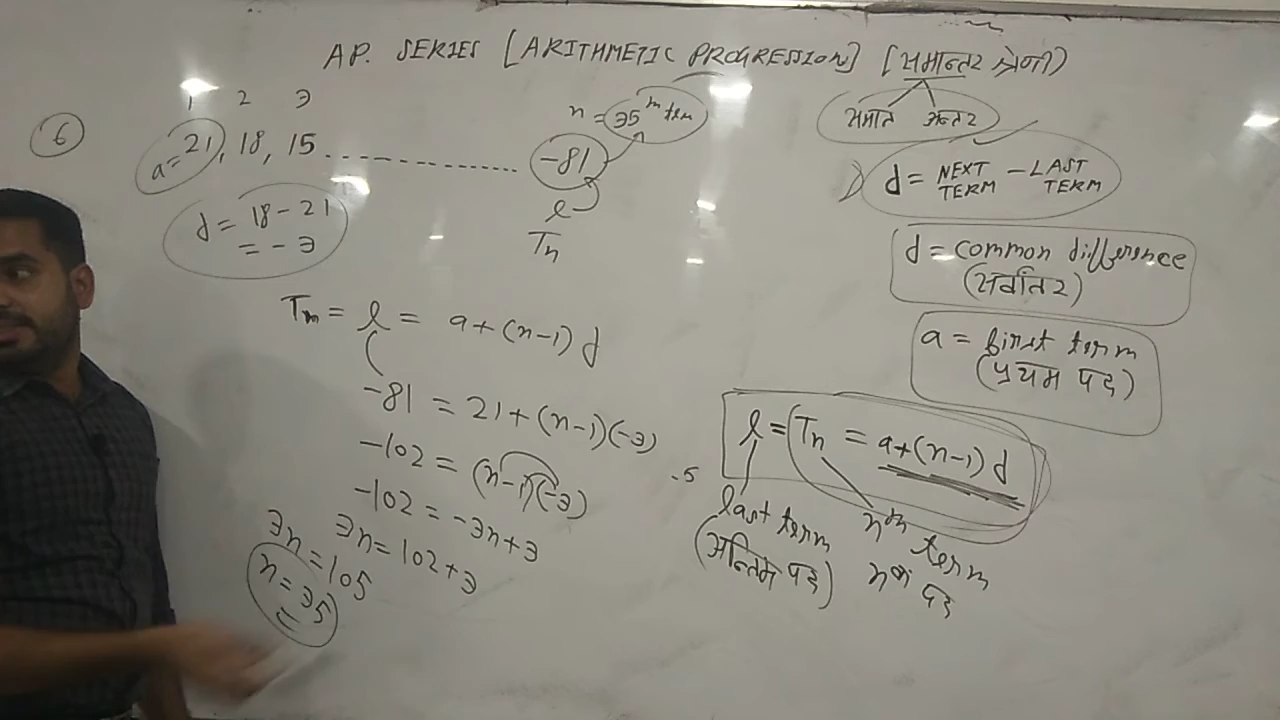 AP. SERIES [ARITHMETIC PROGRESSION] [समान्तर श्रेणी)
समान अन्तर
1 2 3
n = 35 th term
6
a = 21, 18, 15 ------------ -81
l
Tn
d = 18 - 21
= -3
Tn = l = a + (n-1) d
-81 = 21 + (n-1)(-3)
-102 = (n-1)(-3)
-102 = -3n + 3
3n = 102 + 3
3n = 105
n = 35
d = NEXT TERM - LAST TERM
d = common difference
(सर्वांतर)
a = first term
(प्रथम पद)
l = Tn = a + (n-1) d
last term
(अन्तिम पद)
nth term
nवां पद
.5